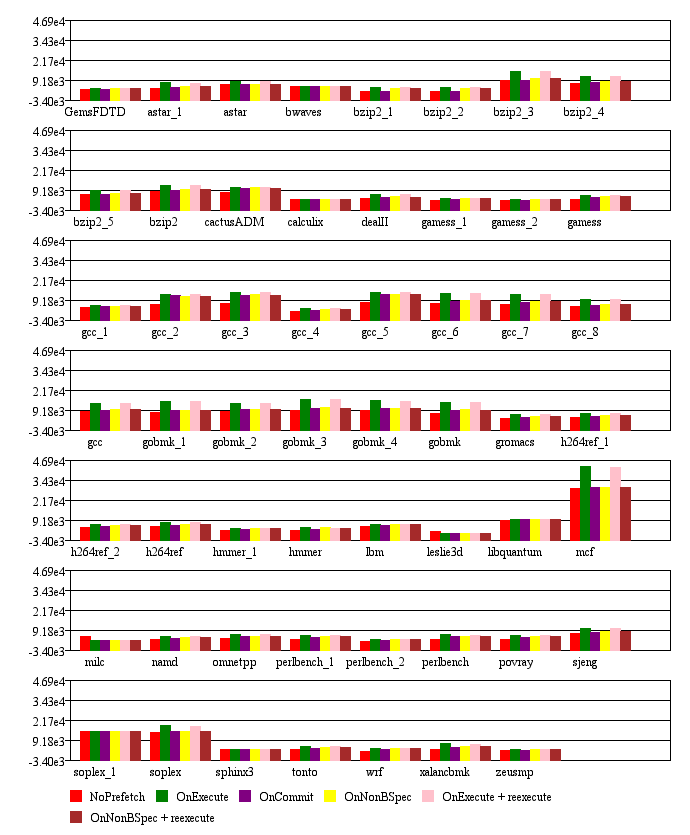 4.69e4
3.43e4
2.17e4
9.18e3
-3.40e3
GemsFDTD astar_1 astar bwaves bzip2_1 bzip2_2 bzip2_3 bzip2_4
4.69e4
3.43e4
2.17e4
9.18e3
-3.40e3
bzip2_5 bzip2 cactusADM calculix dealII gamess_1 gamess_2 gamess
4.69e4
3.43e4
2.17e4
9.18e3
-3.40e3
gcc_1 gcc_2 gcc_3 gcc_4 gcc_5 gcc_6 gcc_7 gcc_8
4.69e4
3.43e4
2.17e4
9.18e3
-3.40e3
gcc gobmk_1 gobmk_2 gobmk_3 gobmk_4 gobmk gromacs h264ref_1
4.69e4
3.43e4
2.17e4
9.18e3
-3.40e3
h264ref_2 h264ref hmmer_1 hmmer lbm leslie3d libquantum mcf
4.69e4
3.43e4
2.17e4
9.18e3
-3.40e3
milc namd omnetpp perlbench_1 perlbench_2 perlbench povray sjeng
4.69e4
3.43e4
2.17e4
9.18e3
-3.40e3
soplex_1 soplex sphinx3 tonto wrf xalancbmk zeusmp
NoPrefetch OnExecute OnCommit OnNonBSpec OnExecute + reexecute
OnNonBSpec + reexecute